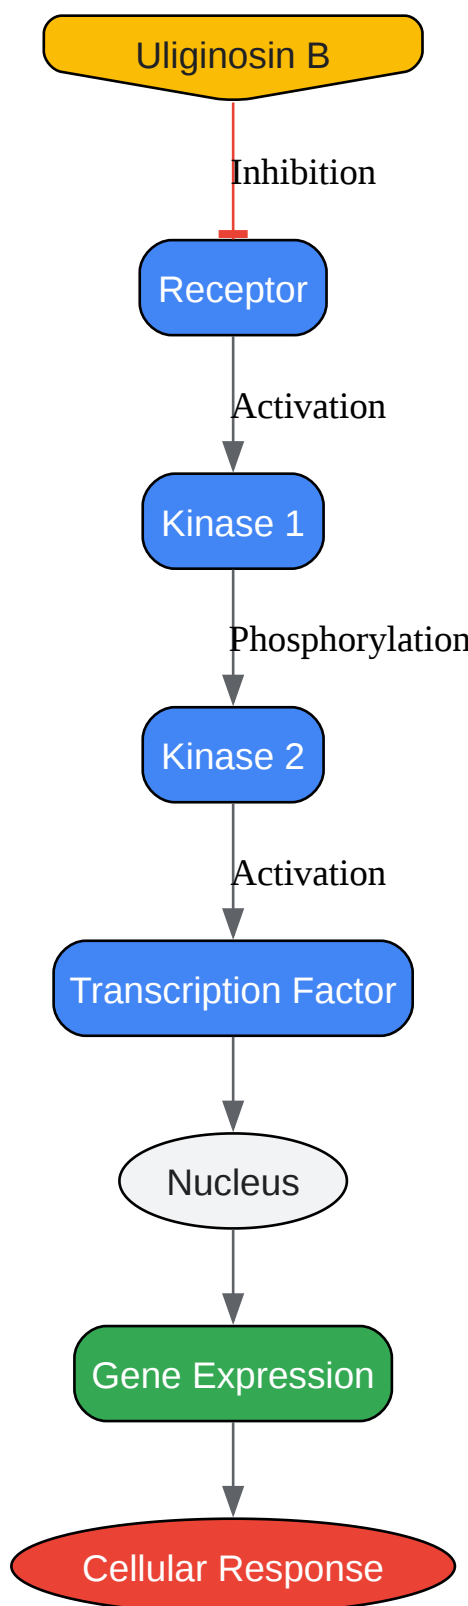 Uliginosin B
Inhibition
Receptor
Activation
Kinase 1
Phosphorylation
Kinase 2
Activation
Transcription Factor
Nucleus
Gene Expression
Cellular Response